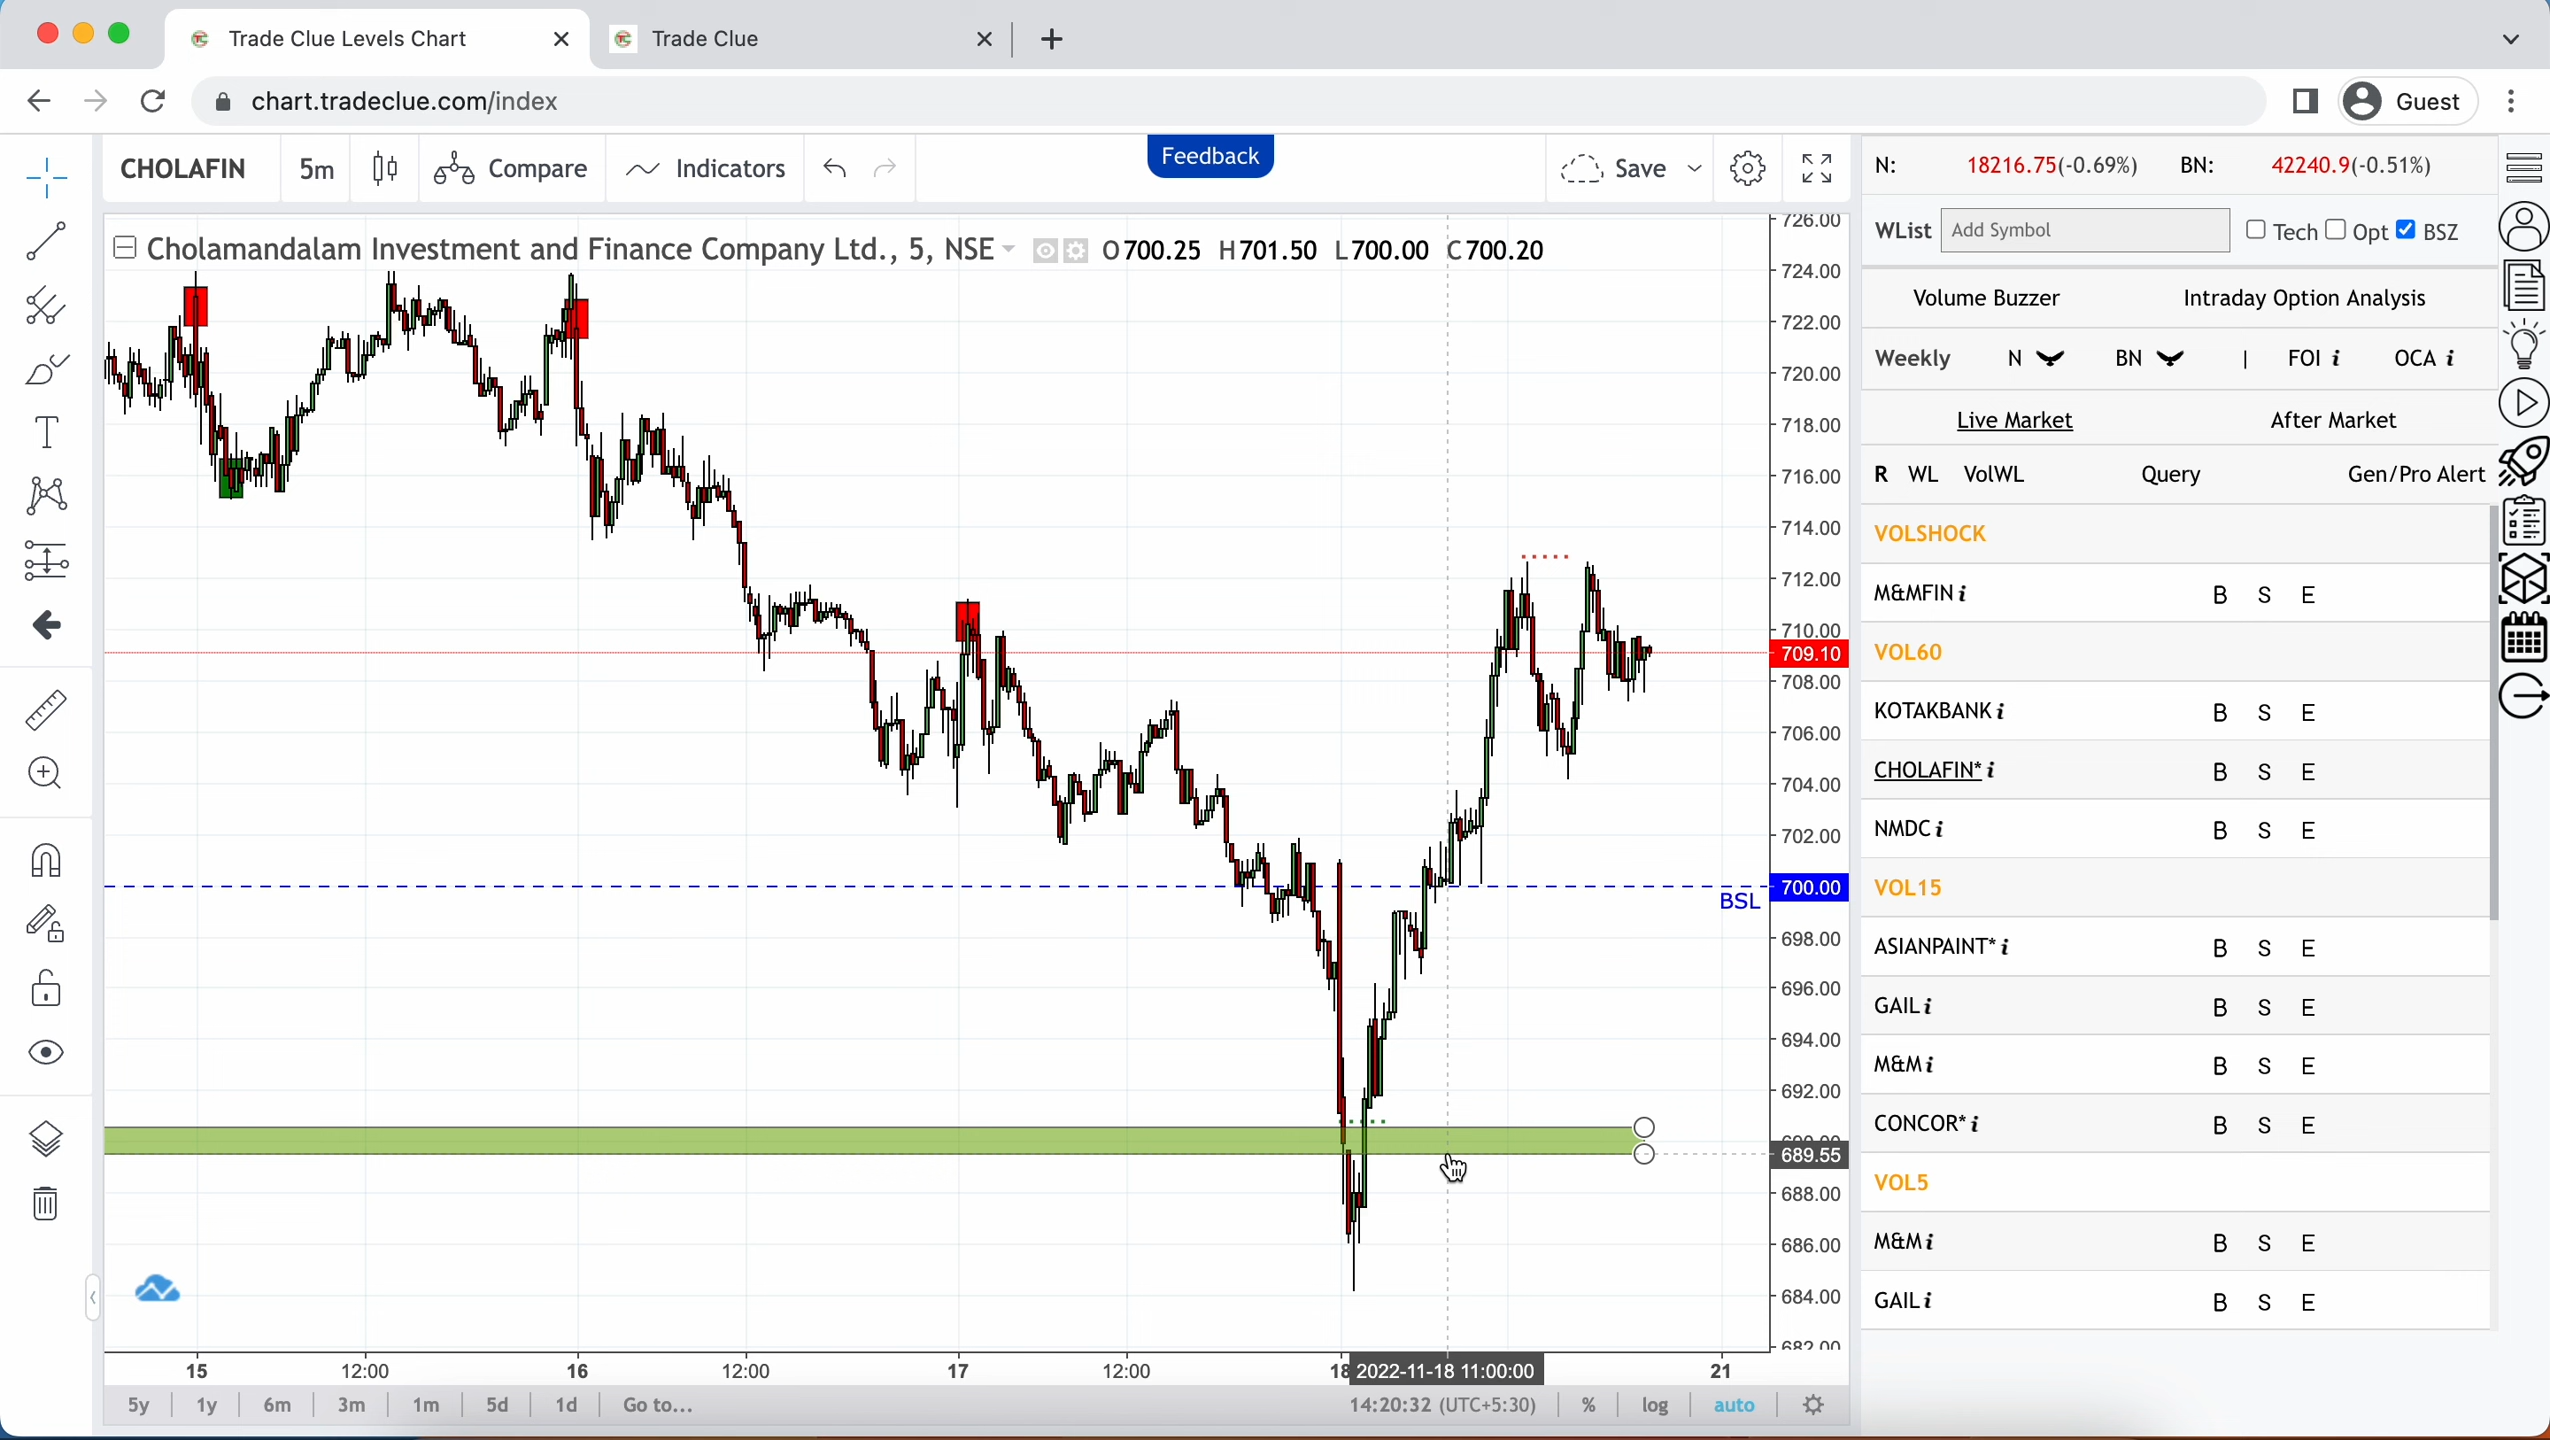 Trade Clue Levels Chart
Trade Clue
chart.tradeclue.com/index
Guest
CHOLAFIN 5m Compare Indicators
Feedback
Save
Cholamandalam Investment and Finance Company Ltd., 5, NSE O700.25 H701.50 L700.00 C700.20
726.00
724.00
722.00
720.00
718.00
716.00
714.00
712.00
710.00
709.10
708.00
706.00
704.00
702.00
BSL 700.00
698.00
696.00
694.00
692.00
690.00
689.55
688.00
686.00
684.00
682.00
15 12:00 16 12:00 17 12:00 18 2022-11-18 11:00:00 21
5y 1y 6m 3m 1m 5d 1d Go to... 14:20:32 (UTC+5:30) % log auto
N: 18216.75(-0.69%) BN: 42240.9(-0.51%)
WList Add Symbol Tech Opt BSZ
Volume Buzzer Intraday Option Analysis
Weekly N BN | FOI i OCA i
Live Market After Market
R WL VolWL Query Gen/Pro Alert
VOLSHOCK
M&MFIN i B S E
VOL60
KOTAKBANK i B S E
CHOLAFIN* i B S E
NMDC i B S E
VOL15
ASIANPAINT* i B S E
GAIL i B S E
M&M i B S E
CONCOR* i B S E
VOL5
M&M i B S E
GAIL i B S E